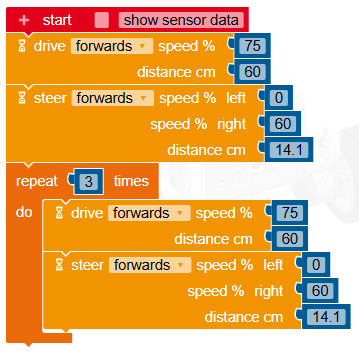 + start show sensor data
drive forwards speed % 75
distance cm 60
steer forwards speed % left 0
speed % right 60
distance cm 14.1
repeat 3 times
do drive forwards speed % 75
distance cm 60
steer forwards speed % left 0
speed % right 60
distance cm 14.1